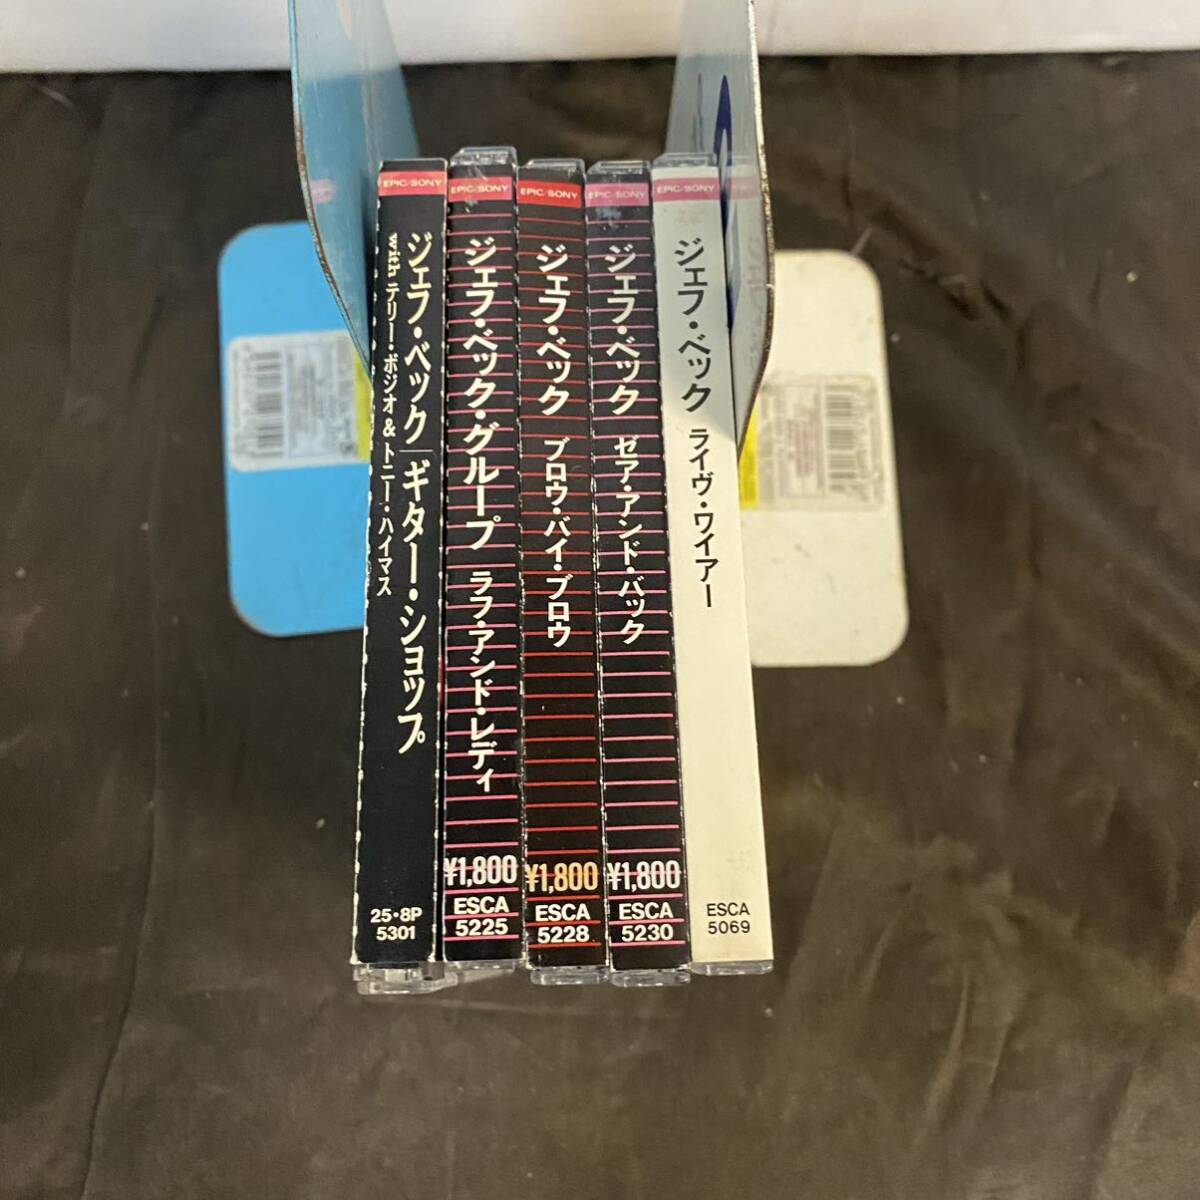 EPIC/SONY
ジェフ・ベック|ギター・ショップ
with テリー・ボジオ & トニー・ハイマス
25・8P
5301
EPIC/SONY
ジェフ・ベック・グループ ラフ・アンド・レディ
¥1,800
ESCA
5225
EPIC/SONY
ジェフ・ベック ブロウ・バイ・ブロウ
¥1,800
ESCA
5228
EPIC/SONY
ジェフ・ベック ゼア・アンド・バック
¥1,800
ESCA
5230
EPIC/SONY
ジェフ・ベック ライヴ・ワイアー
ESCA
5069